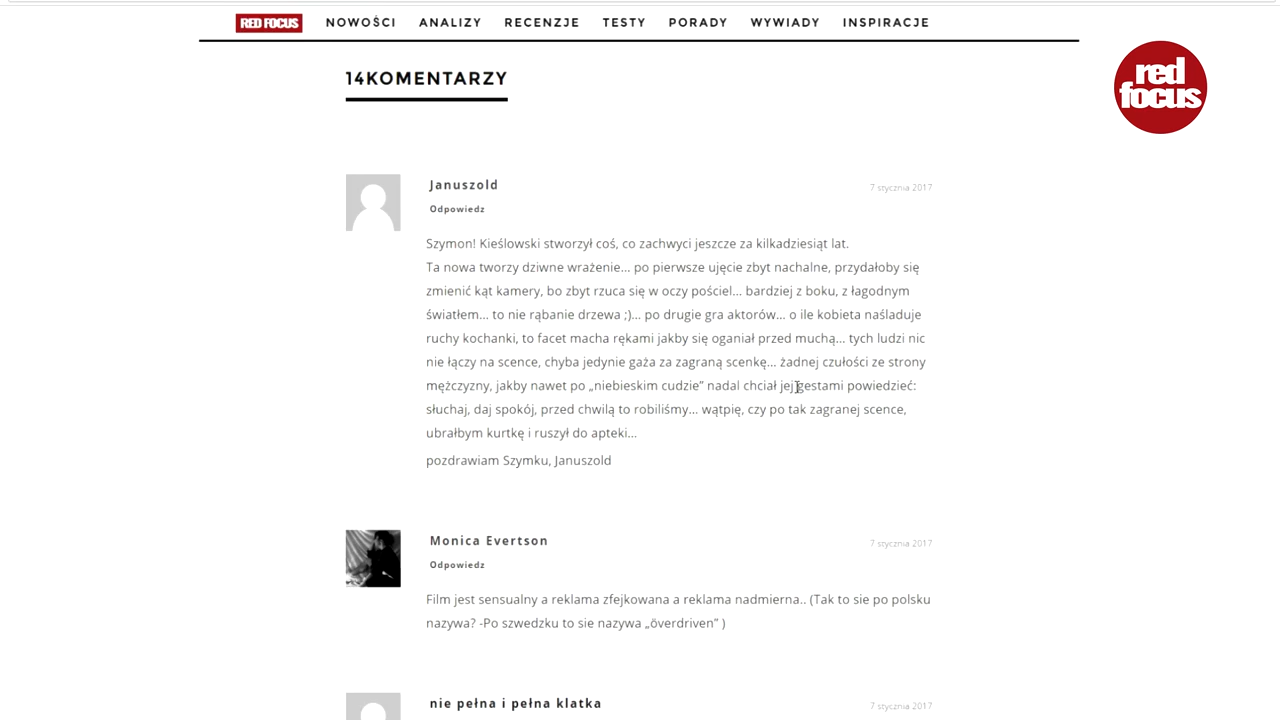 RED FOCUS NOWOŚCI ANALIZY RECENZJE TESTY PORADY WYWIADY INSPIRACJE
red
focus
14KOMENTARZY
Januszold 7 stycznia 2017
Odpowiedz
Szymon! Kieślowski stworzył coś, co zachwyci jeszcze za kilkadziesiąt lat.
Ta nowa tworzy dziwne wrażenie... po pierwsze ujęcie zbyt nachalne, przydałoby się
zmienić kąt kamery, bo zbyt rzuca się w oczy pościel... bardziej z boku, z łagodnym
światłem... to nie rąbanie drzewa ;)... po drugie gra aktorów... o ile kobieta naśladuje
ruchy kochanki, to facet macha rękami jakby się oganiał przed muchą... tych ludzi nic
nie łączy na scence, chyba jedynie gaża za zagraną scenkę... żadnej czułości ze strony
mężczyzny, jakby nawet po „niebieskim cudzie” nadal chciał jej gestami powiedzieć:
słuchaj, daj spokój, przed chwilą to robiliśmy... wątpię, czy po tak zagranej scence,
ubrałbym kurtkę i ruszył do apteki...
pozdrawiam Szymku, Januszold
Monica Evertson 7 stycznia 2017
Odpowiedz
Film jest sensualny a reklama zfejkowana a reklama nadmierna.. (Tak to sie po polsku
nazywa? -Po szwedzku to sie nazywa „överdriven” )
nie pełna i pełna klatka 7 stycznia 2017